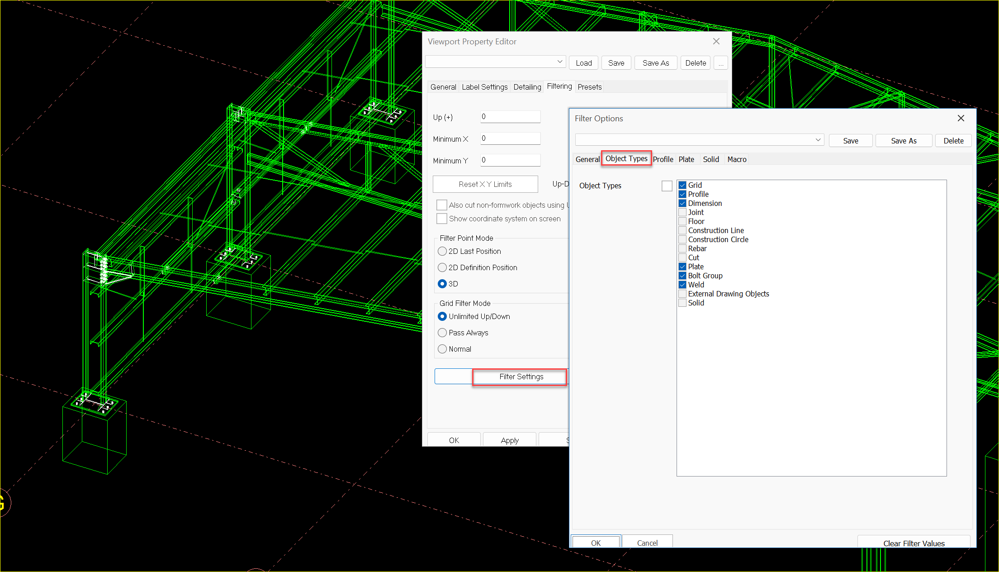 Viewport Property Editor
Load
Save
Save As
Delete
...
General
Label Settings
Detailing
Filtering
Presets
Up (+)
0
Minimum X
0
Minimum Y
0
Reset X Y Limits
Up-D
Also cut non-formwork objects using
Show coordinate system on screen
Filter Point Mode
2D Last Position
2D Definition Position
3D
Grid Filter Mode
Unlimited Up/Down
Pass Always
Normal
Filter Settings
OK
Apply
Filter Options
Save
Save As
Delete
General
Object Types
Profile
Plate
Solid
Macro
Object Types
Grid
Profile
Dimension
Joint
Floor
Construction Line
Construction Circle
Rebar
Cut
Plate
Bolt Group
Weld
External Drawing Objects
Solid
OK
Cancel
Clear Filter Values
G